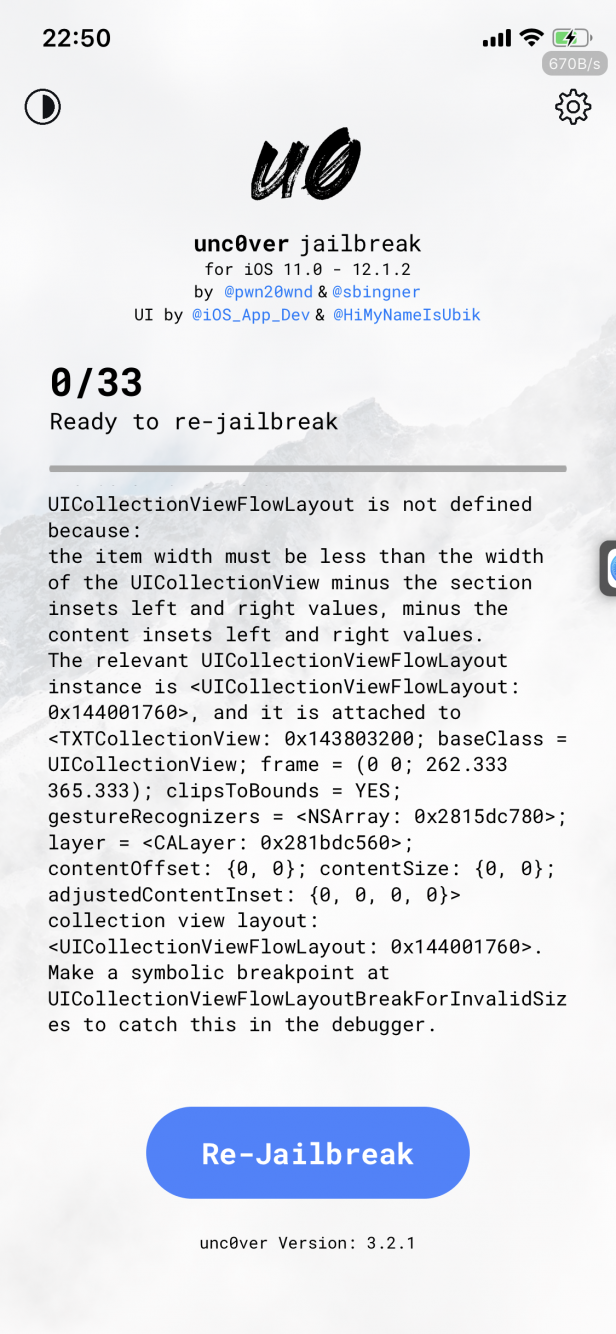 22:50
670B/s
u0
unc0ver jailbreak
for iOS 11.0 - 12.1.2
by @pwn20wnd & @sbingner
UI by @iOS_App_Dev & @HiMyNameIsUbik
0/33
Ready to re-jailbreak
UICollectionViewFlowLayout is not defined
because:
the item width must be less than the width
of the UICollectionView minus the section
insets left and right values, minus the
content insets left and right values.
The relevant UICollectionViewFlowLayout
instance is <UICollectionViewFlowLayout:
0x144001760>, and it is attached to
<TXTCollectionView: 0x143803200; baseClass =
UICollectionView; frame = (0 0; 262.333
365.333); clipsToBounds = YES;
gestureRecognizers = <NSArray: 0x2815dc780>;
layer = <CALayer: 0x281bdc560>;
contentOffset: {0, 0}; contentSize: {0, 0};
adjustedContentInset: {0, 0, 0, 0}>
collection view layout:
<UICollectionViewFlowLayout: 0x144001760>.
Make a symbolic breakpoint at
UICollectionViewFlowLayoutBreakForInvalidSiz
es to catch this in the debugger.
Re-Jailbreak
unc0ver Version: 3.2.1